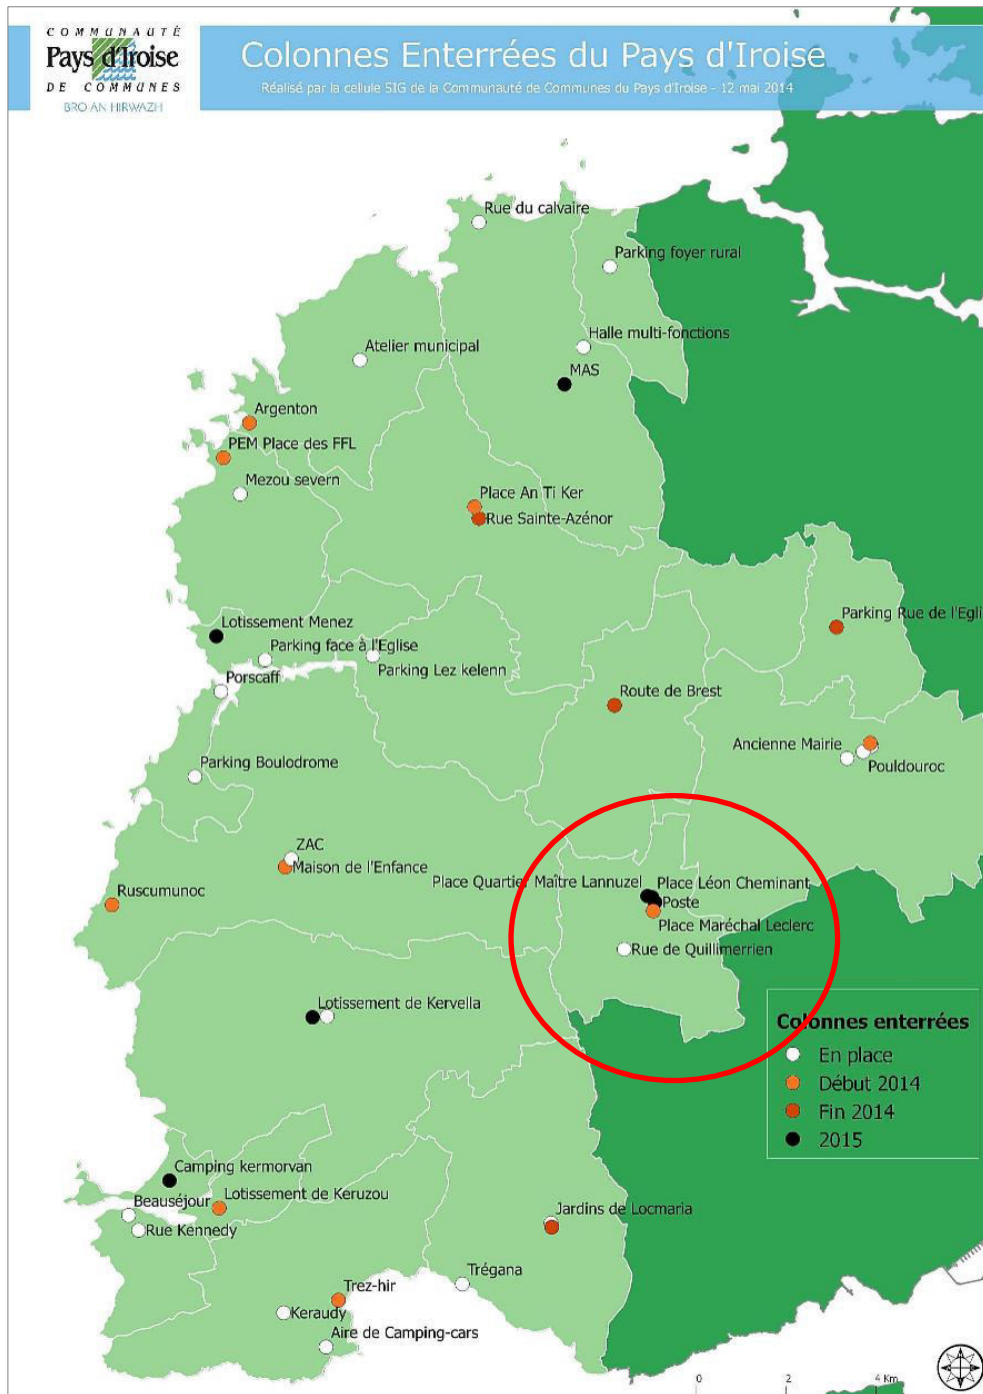 COMMUNAUTÉ
Pays d'Iroise
DE COMMUNES
BRO AN HIRWAZH
Colonnes Enterrées du Pays d'Iroise
Réalisé par la cellule SIG de la Communauté de Communes du Pays d'Iroise - 12 mai 2014
Rue du calvaire
Parking foyer rural
Halle multi-fonctions
Atelier municipal
MAS
Argenton
PEM Place des FFL
Mezou severn
Place An Ti Ker
Rue Sainte-Azénor
Parking Rue de l'Egli
Lotissement Menez
Parking face à l'Eglise
Parking Lez kelenn
Porscaff
Route de Brest
Ancienne Mairie
Pouldouroc
Parking Boulodrome
ZAC
Maison de l'Enfance
Place Quartier Maître Lannuzel
Place Léon Cheminant
Poste
Ruscumunoc
Place Maréchal Leclerc
Rue de Quillimerrien
Lotissement de Kervella
Colonnes enterrées
En place
Début 2014
Fin 2014
2015
Camping kermorvan
Lotissement de Keruzou
Beauséjour
Rue Kennedy
Jardins de Locmaria
Trégana
Trez-hir
Keraudy
Aire de Camping-cars
0 2 4 Km